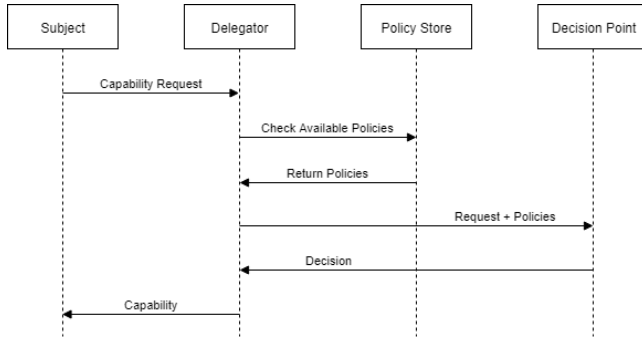 Subject
Delegator
Policy Store
Decision Point
Capability Request
Check Available Policies
Return Policies
Request + Policies
Decision
Capability